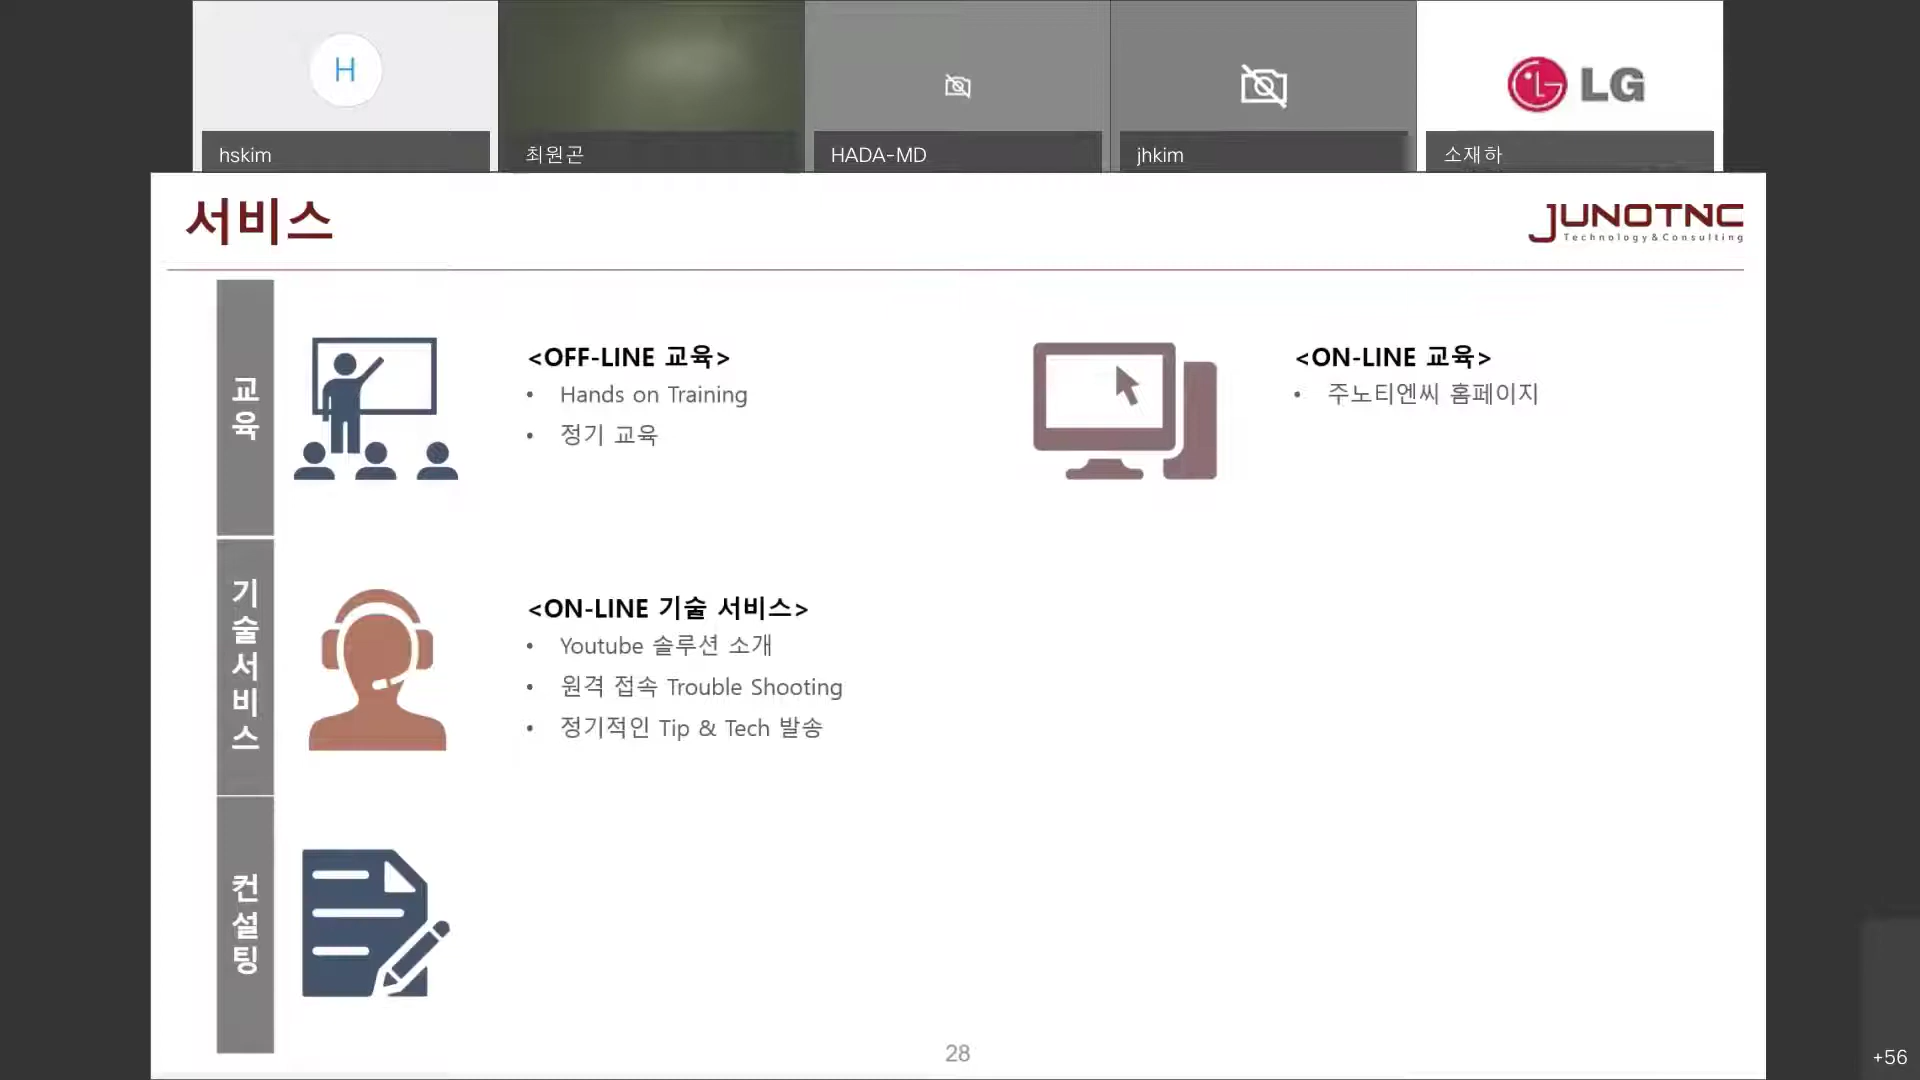 H
hskim
최원곤
HADA-MD
jhkim
LG
소재하
서비스
JUNOTNC
Technology&Consulting
교육
<OFF-LINE 교육>
• Hands on Training
• 정기 교육
<ON-LINE 교육>
• 주노티엔씨 홈페이지
기술서비스
<ON-LINE 기술 서비스>
• Youtube 솔루션 소개
• 원격 접속 Trouble Shooting
• 정기적인 Tip & Tech 발송
컨설팅
28
+56